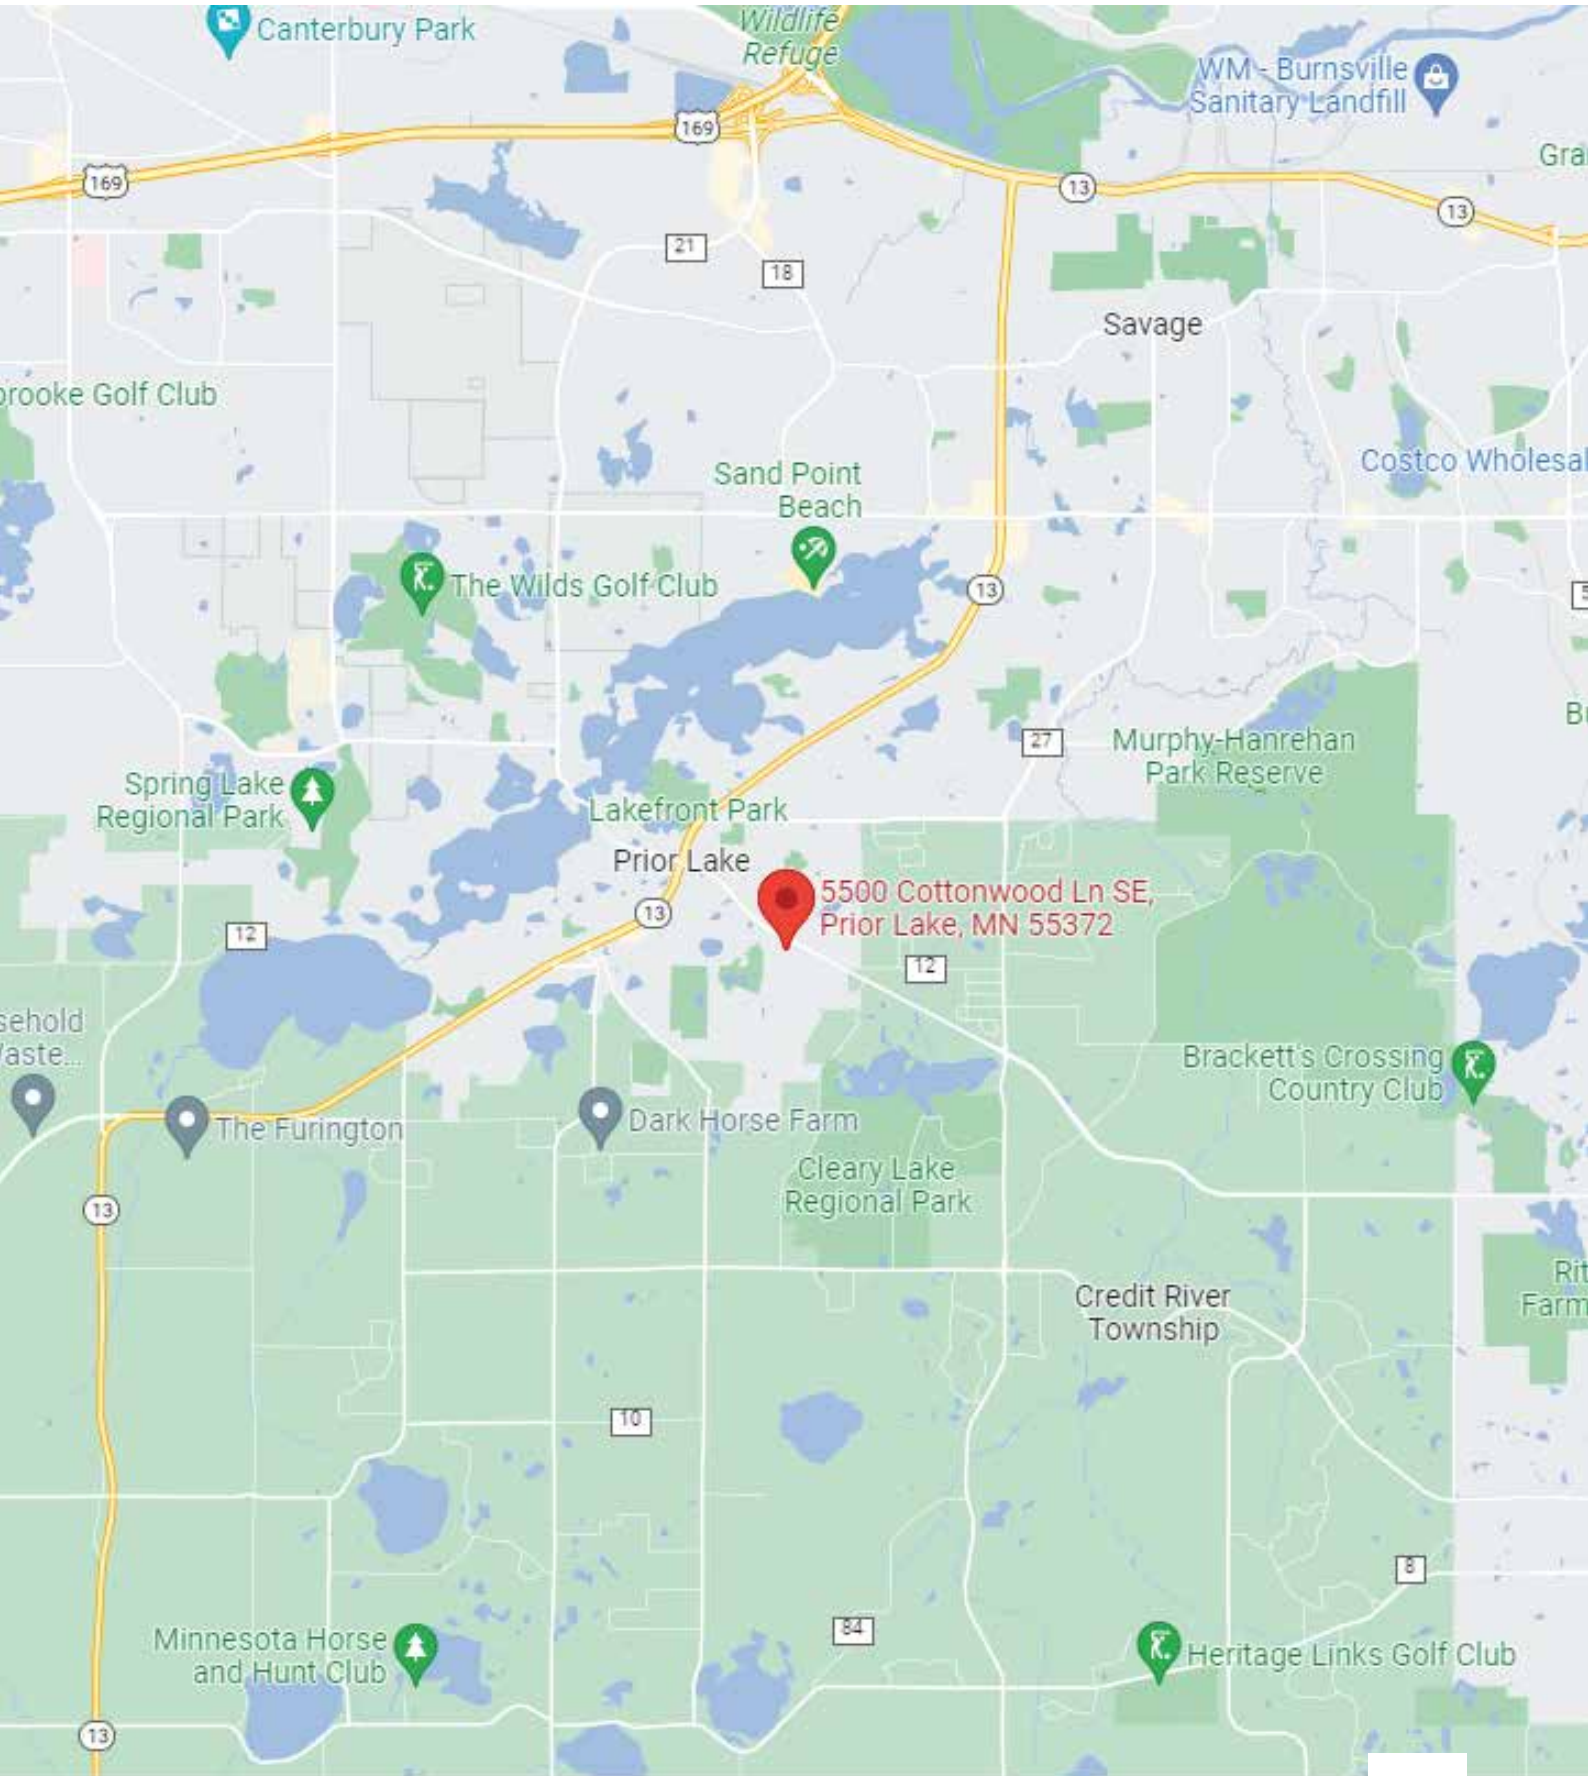 Canterbury Park
Wildlife
Refuge
WM - Burnsville
Sanitary Landfill
169
169
13
13
Gra
21
18
Savage
brooke Golf Club
Sand Point
Beach
Costco Wholesal
The Wilds Golf Club
13
5
Spring Lake
Regional Park
27
Murphy-Hanrehan
Park Reserve
B
Lakefront Park
Prior Lake
5500 Cottonwood Ln SE,
Prior Lake, MN 55372
13
12
12
sehold
Waste...
Brackett's Crossing
Country Club
The Furington
Dark Horse Farm
Cleary Lake
Regional Park
13
Credit River
Township
Rit
Farm
10
8
84
Minnesota Horse
and Hunt Club
Heritage Links Golf Club
13